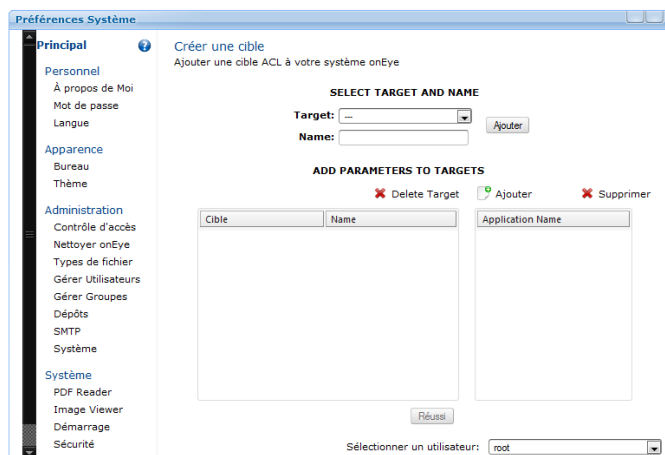 Préférences Système
Principal
Personnel
À propos de Moi
Mot de passe
Langue
Apparence
Bureau
Thème
Administration
Contrôle d'accès
Nettoyer onEye
Types de fichier
Gérer Utilisateurs
Gérer Groupes
Dépôts
SMTP
Système
Système
PDF Reader
Image Viewer
Démarrage
Sécurité
Créer une cible
Ajouter une cible ACL à votre système onEye
SELECT TARGET AND NAME
Target: ---
Ajouter
Name:
ADD PARAMETERS TO TARGETS
Delete Target Ajouter Supprimer
Cible Name Application Name
Réussi
Sélectionner un utilisateur: root